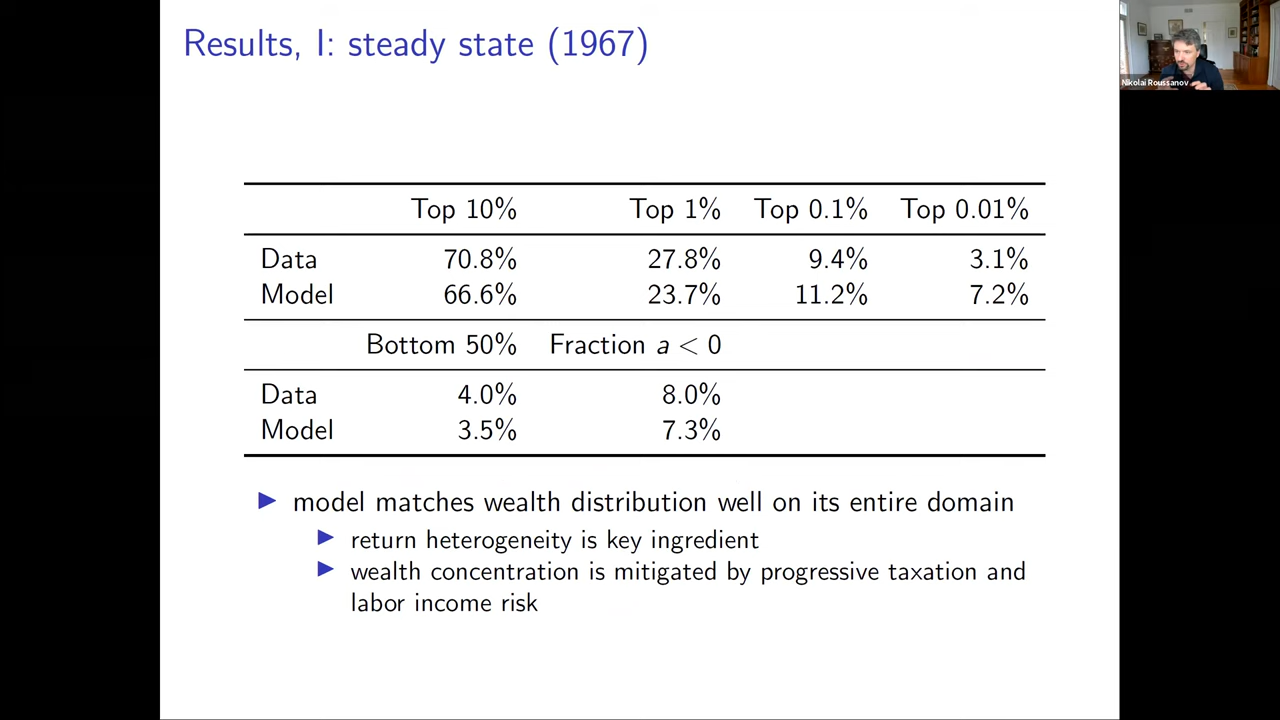 Results, I: steady state (1967)
Nikolai Roussanov
Top 10% Top 1% Top 0.1% Top 0.01%
Data 70.8% 27.8% 9.4% 3.1%
Model 66.6% 23.7% 11.2% 7.2%
Bottom 50% Fraction a < 0
Data 4.0% 8.0%
Model 3.5% 7.3%
▶ model matches wealth distribution well on its entire domain
▶ return heterogeneity is key ingredient
▶ wealth concentration is mitigated by progressive taxation and
labor income risk